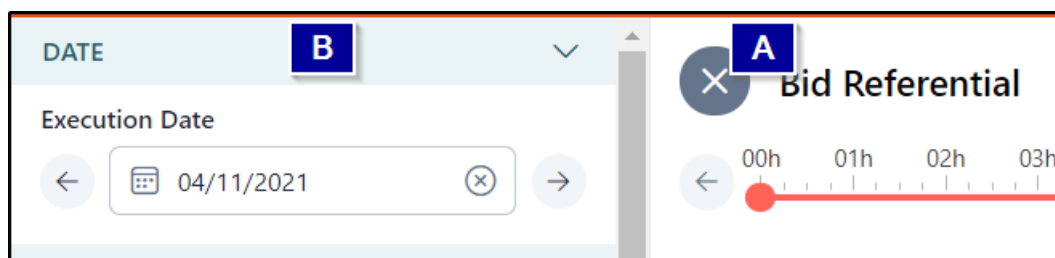 DATE
B
Execution Date
04/11/2021
A
Bid Referential
00h 01h 02h 03h